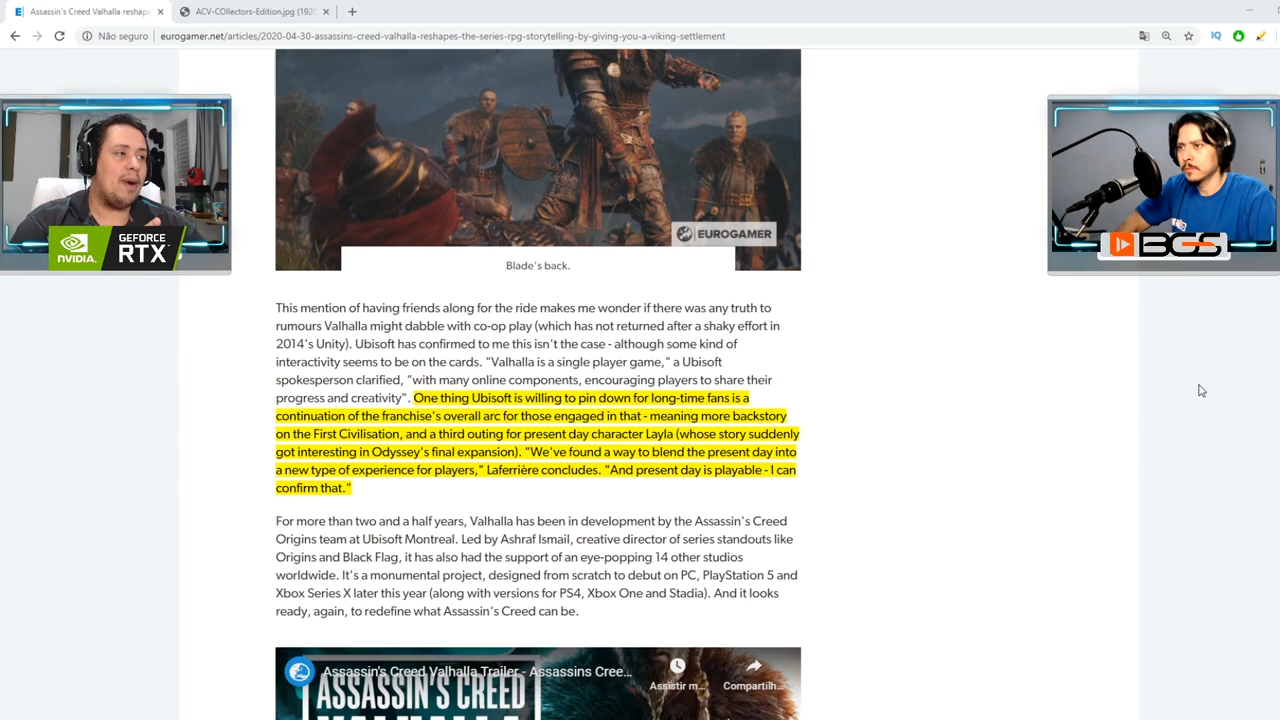 Assassin's Creed Valhalla reshape
ACV-COllectors-Edition.jpg (192
Não seguro
eurogamer.net/articles/2020-04-30-assassins-creed-valhalla-reshapes-the-series-rpg-storytelling-by-giving-you-a-viking-settlement
EUROGAMER
NVIDIA.
GEFORCE
RTX
BGS
Blade's back.
This mention of having friends along for the ride makes me wonder if there was any truth to
rumours Valhalla might dabble with co-op play (which has not returned after a shaky effort in
2014's Unity). Ubisoft has confirmed to me this isn't the case - although some kind of
interactivity seems to be on the cards. "Valhalla is a single player game," a Ubisoft
spokesperson clarified, "with many online components, encouraging players to share their
progress and creativity". One thing Ubisoft is willing to pin down for long-time fans is a
continuation of the franchise's overall arc for those engaged in that - meaning more backstory
on the First Civilisation, and a third outing for present day character Layla (whose story suddenly
got interesting in Odyssey's final expansion). "We've found a way to blend the present day into
a new type of experience for players," Laferrière concludes. "And present day is playable - I can
confirm that."
For more than two and a half years, Valhalla has been in development by the Assassin's Creed
Origins team at Ubisoft Montreal. Led by Ashraf Ismail, creative director of series standouts like
Origins and Black Flag, it has also had the support of an eye-popping 14 other studios
worldwide. It's a monumental project, designed from scratch to debut on PC, PlayStation 5 and
Xbox Series X later this year (along with versions for PS4, Xbox One and Stadia). And it looks
ready, again, to redefine what Assassin's Creed can be.
Assassin's Creed Valhalla Trailer - Assassins Cree...
Assistir m...
Compartilh...
ASSASSIN'S CREED
VALHALLA